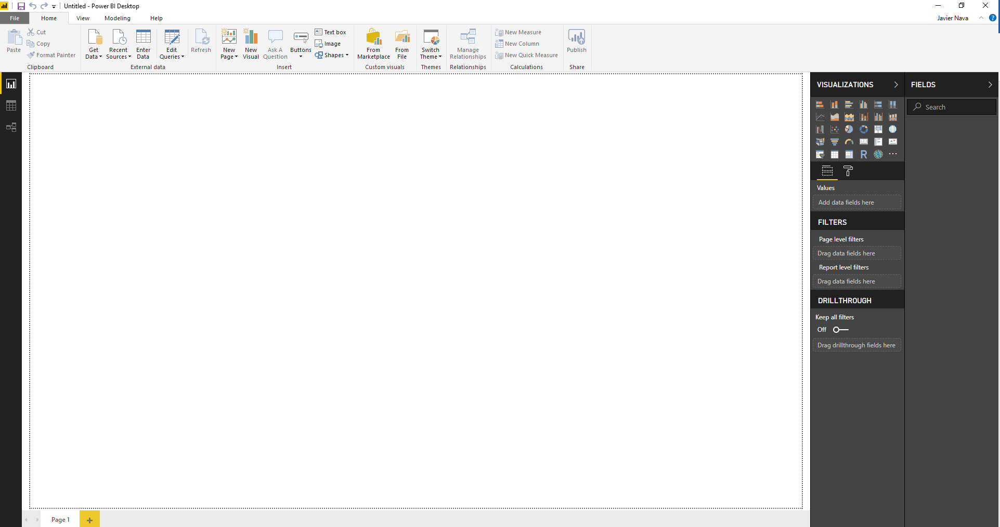 Untitled - Power BI Desktop
File Home View Modeling Help Javier Nava ?
Paste
Cut
Copy
Format Painter
Clipboard
Get Data
Recent Sources
Enter Data
Edit Queries
Refresh
External data
New Page
New Visual
Ask A Question
Buttons
Text box
Image
Shapes
Insert
From Marketplace
From File
Custom visuals
Switch Theme
Themes
Manage Relationships
Relationships
New Measure
New Column
New Quick Measure
Calculations
Publish
Share
VISUALIZATIONS
R
Values
Add data fields here
FILTERS
Page level filters
Drag data fields here
Report level filters
Drag data fields here
DRILLTHROUGH
Keep all filters
Off
Drag drillthrough fields here
FIELDS
Search
Page 1